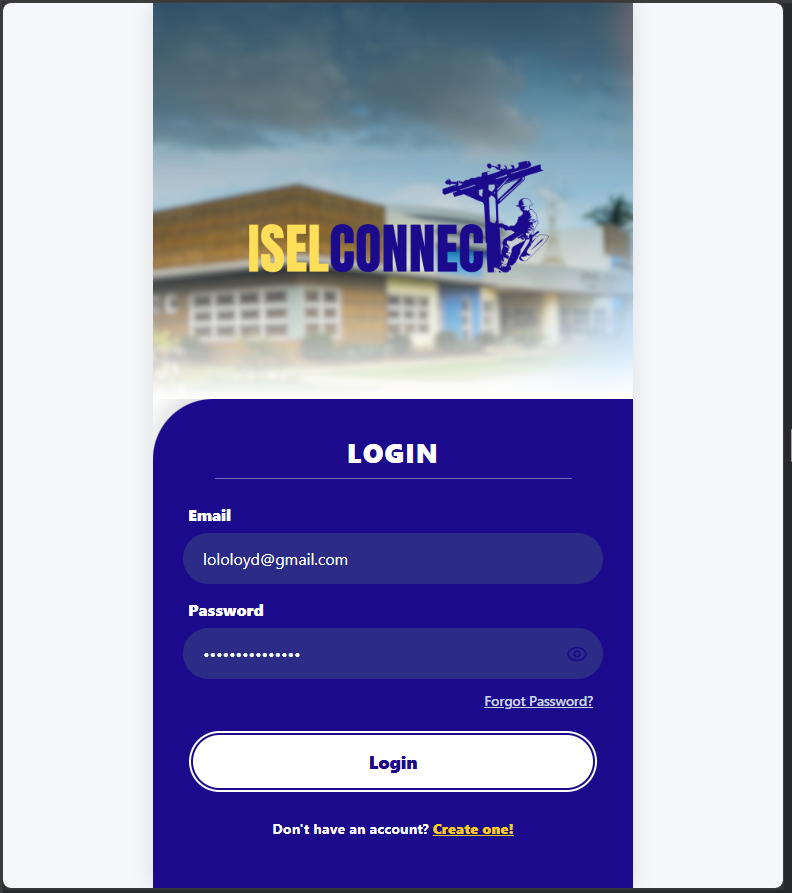 ISELCONNECT
LOGIN
Email
lololoyd@gmail.com
Password
•••••••••••••••
Forgot Password?
Login
Don't have an account? Create one!